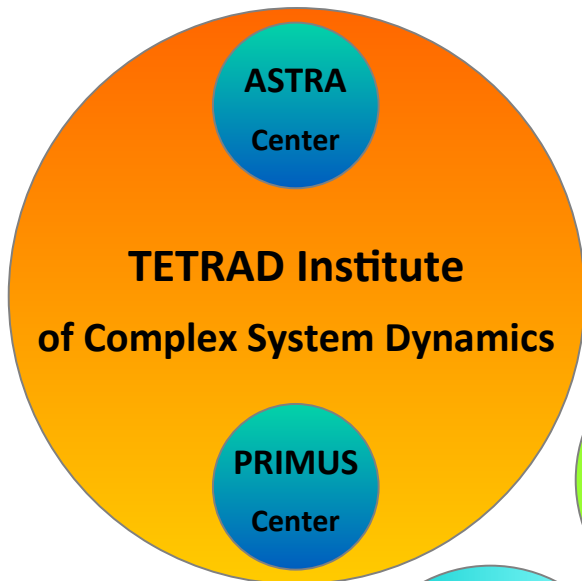 ASTRA
Center
TETRAD Institute
of Complex System Dynamics
PRIMUS
Center